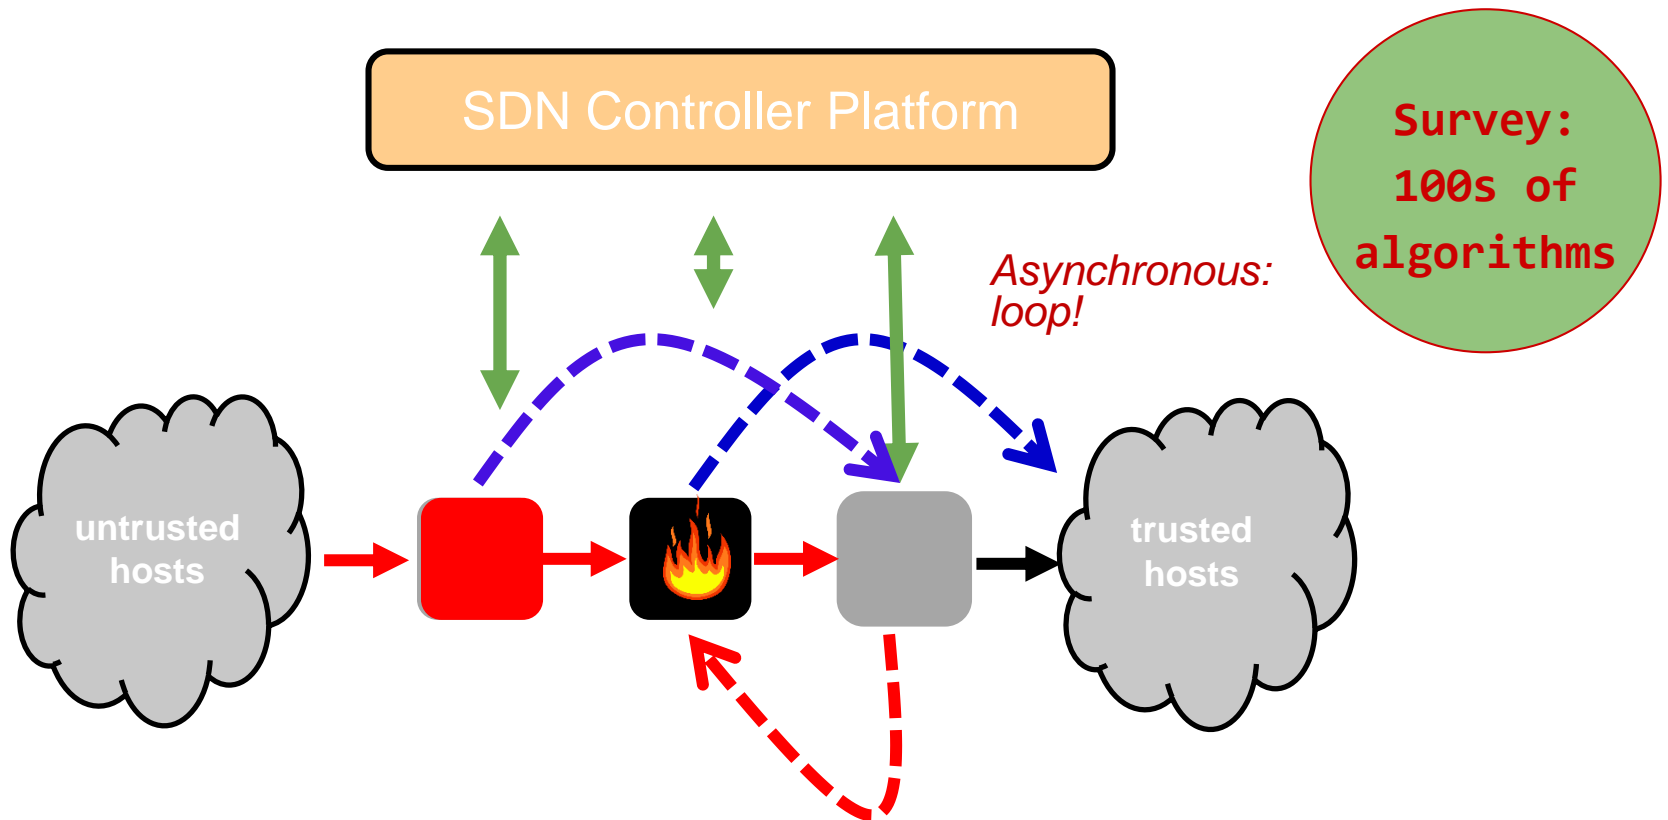 SDN Controller Platform
Survey:
100s of
algorithms
Asynchronous:
loop!
untrusted
hosts
trusted
hosts